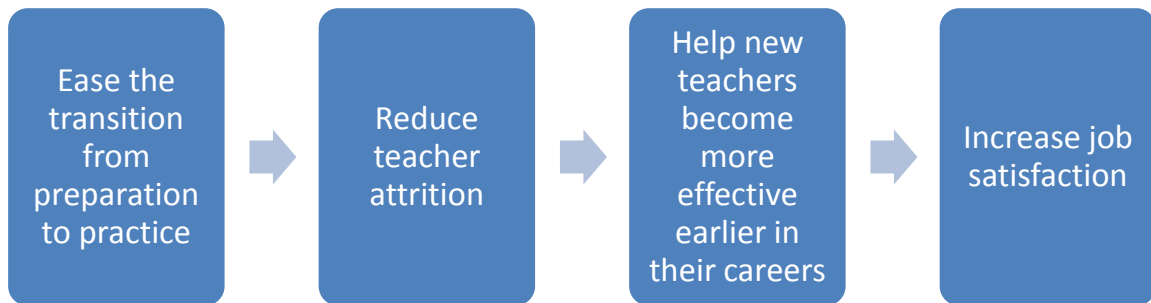 Ease the
transition
from
preparation
to practice
Reduce
teacher
attrition
Help new
teachers
become
more
effective
earlier in
their careers
Increase job
satisfaction